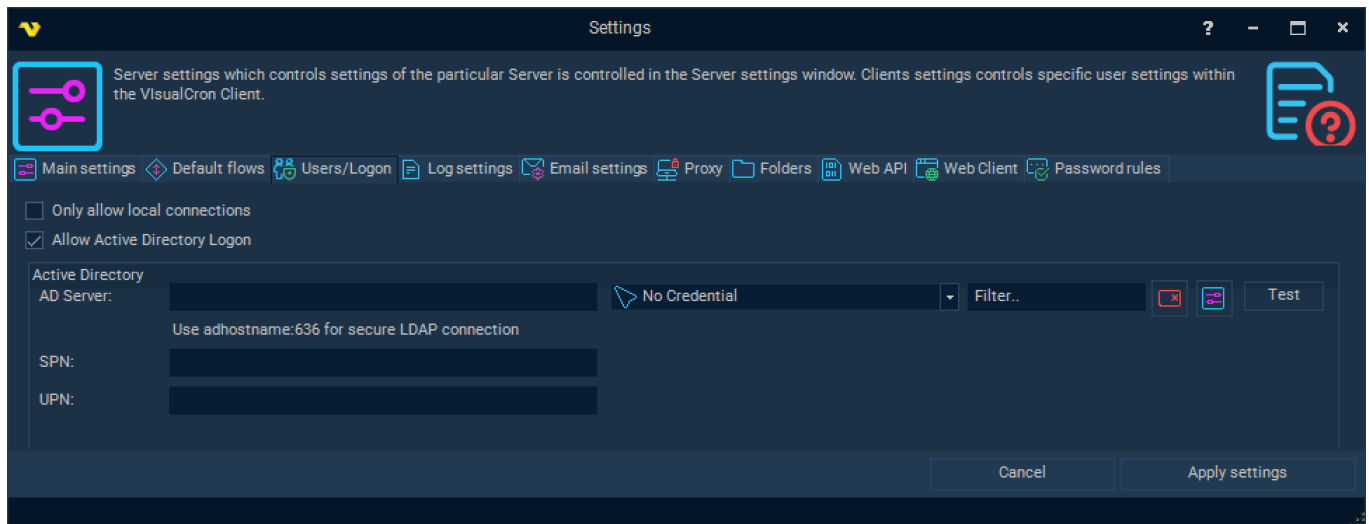 Settings
?
Server settings which controls settings of the particular Server is controlled in the Server settings window. Clients settings controls specific user settings within
the VIsualCron Client.
Main settings Default flows Users/Logon Log settings Email settings Proxy Folders Web API Web Client Password rules
Only allow local connections
Allow Active Directory Logon
Active Directory
AD Server: No Credential Filter.. Test
Use adhostname:636 for secure LDAP connection
SPN:
UPN:
Cancel Apply settings